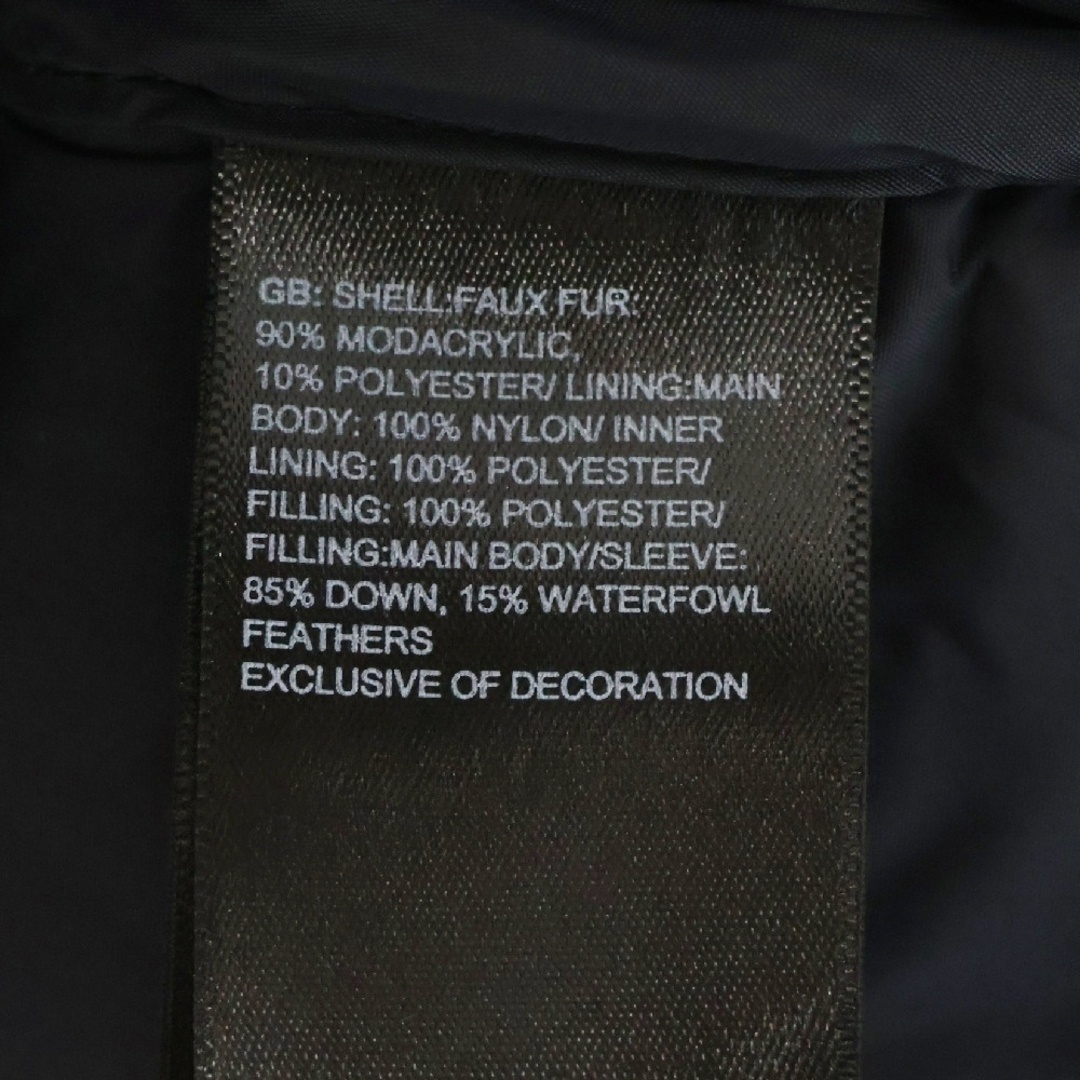 GB: SHELL:FAUX FUR:
90% MODACRYLIC,
10% POLYESTER/ LINING:MAIN
BODY: 100% NYLON/ INNER
LINING: 100% POLYESTER/
FILLING: 100% POLYESTER/
FILLING:MAIN BODY/SLEEVE:
85% DOWN, 15% WATERFOWL
FEATHERS
EXCLUSIVE OF DECORATION